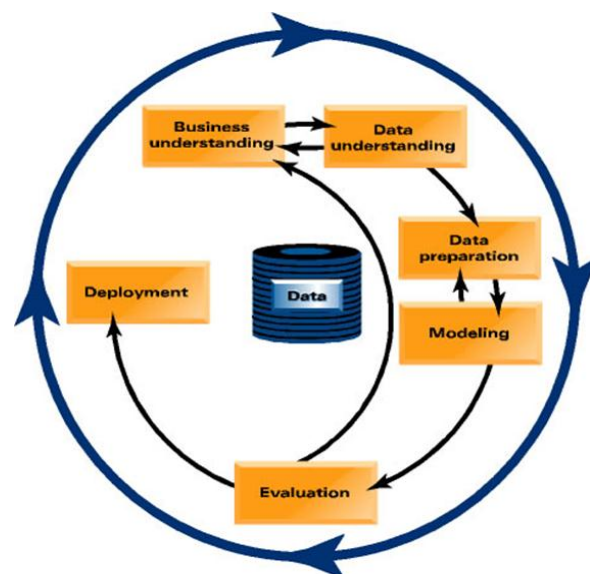 Business
understanding
Data
understanding
Data
preparation
Modeling
Evaluation
Deployment
Data